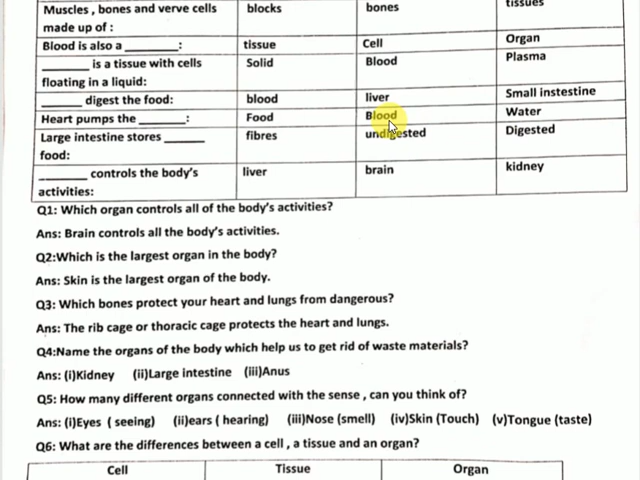 Muscles , bones and verve cells blocks bones tissues
made up of :
Blood is also a ________: tissue Cell Organ
________ is a tissue with cells Solid Blood Plasma
floating in a liquid:
_______ digest the food: blood liver Small instestine
Heart pumps the ________: Food Blood Water
Large intestine stores _______ fibres undigested Digested
food:
________ controls the body's liver brain kidney
activities:
Q1: Which organ controls all of the body's activities?
Ans: Brain controls all the body's activities.
Q2:Which is the largest organ in the body?
Ans: Skin is the largest organ of the body.
Q3: Which bones protect your heart and lungs from dangerous?
Ans: The rib cage or thoracic cage protects the heart and lungs.
Q4:Name the organs of the body which help us to get rid of waste materials?
Ans: (i)Kidney (ii)Large intestine (iii)Anus
Q5: How many different organs connected with the sense , can you think of?
Ans: (i)Eyes ( seeing) (ii)ears ( hearing) (iii)Nose (smell) (iv)Skin (Touch) (v)Tongue (taste)
Q6: What are the differences between a cell , a tissue and an organ?
Cell Tissue Organ